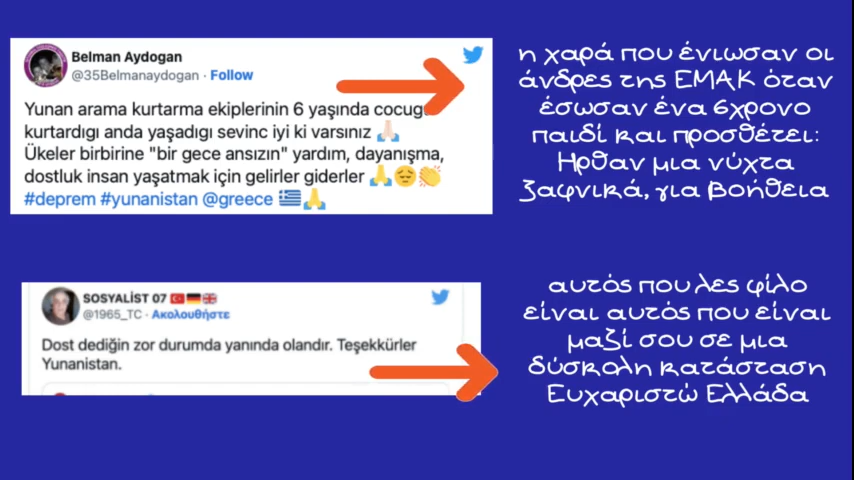 Belman Aydogan
@35Belmanaydogan · Follow
Yunan arama kurtarma ekiplerinin 6 yaşında
kurtardıgı anda yaşadıgı sevinc iyi ki varsınız 🙏🏻
Ükeler birbirine "bir gece ansızın" yardım, dayanışma,
dostluk insan yaşatmak için gelirler giderler 🙏😔👏
#deprem #yunanistan @greece 🇬🇷🙏
η χαρά που ένιωσαν οι
άνδρες της ΕΜΑΚ όταν
έσωσαν ένα 6χρονο
παιδί και προσθέτει:
Ηρθαν μια νύχτα
ξαφνικά, για βοήθεια
SOSYALİST 07 🇹🇷🇩🇪🇬🇧
@1965_TC · Ακολουθήστε
Dost dediğin zor durumda yanında olandır. Teşekkürler
Yunanistan.
αυτός που λες φίλο
είναι αυτός που είναι
μαζί σου σε μια
δύσκολη κατάσταση
Ευχαριστώ Ελλάδα